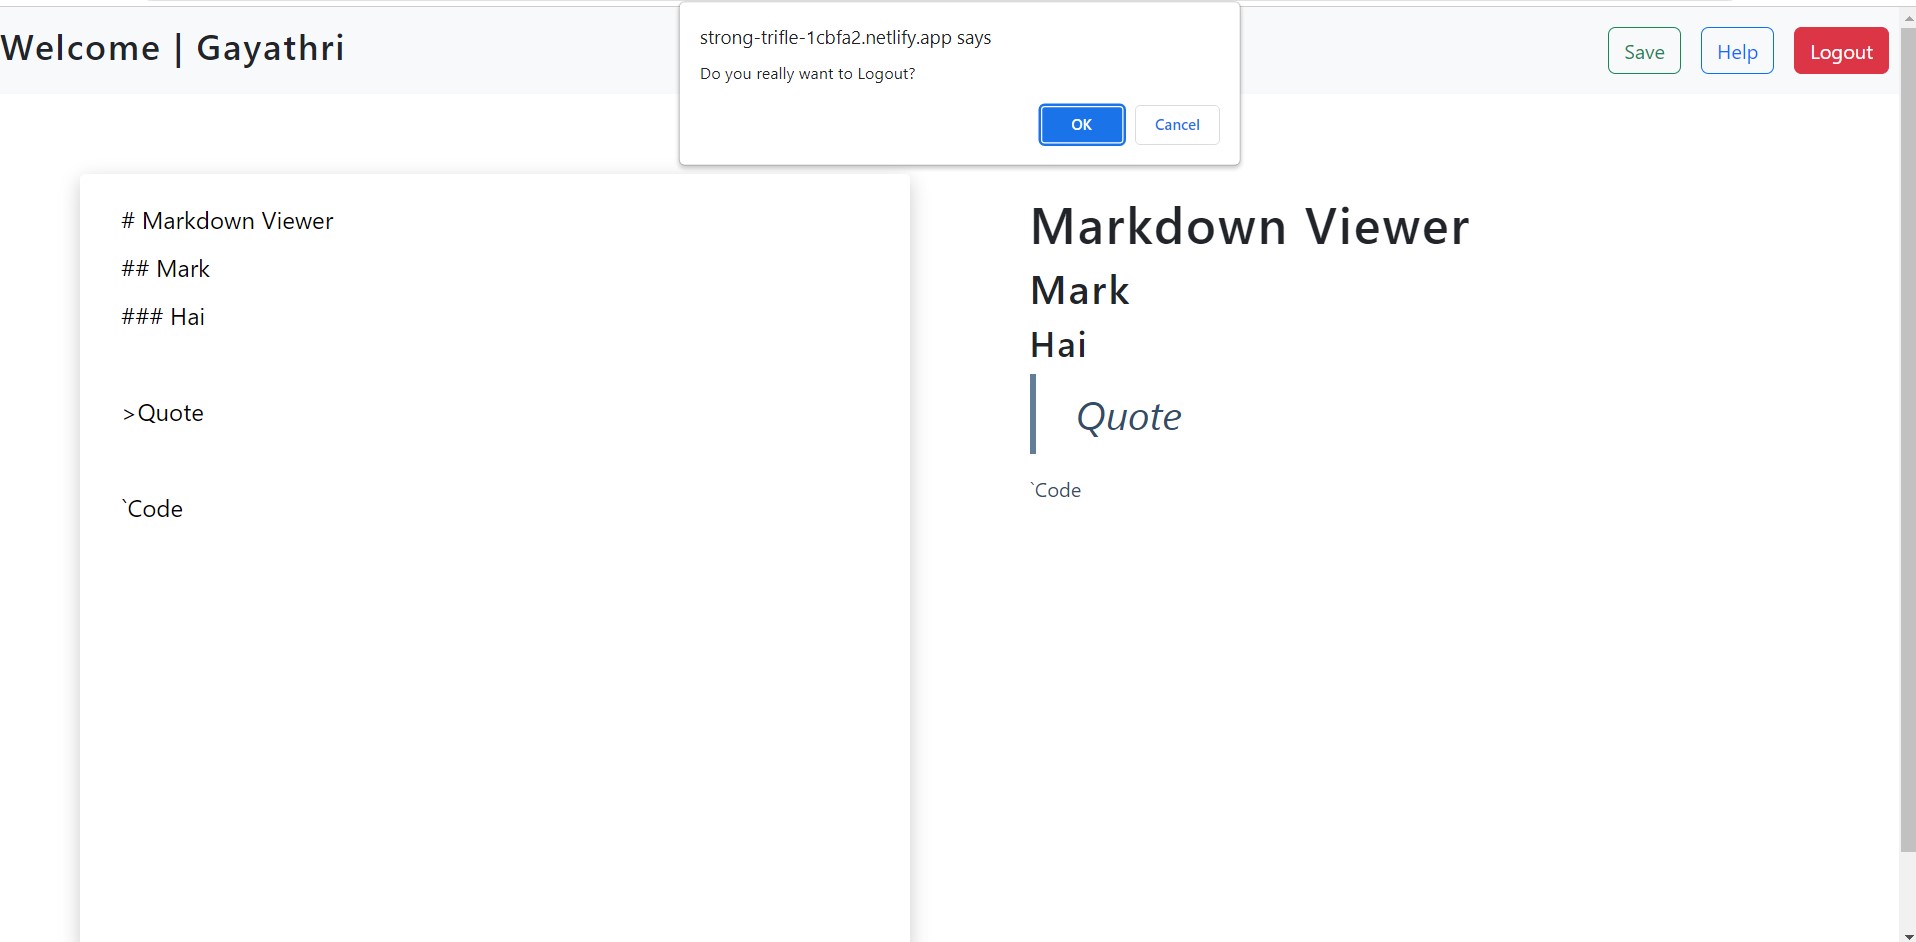 Welcome | Gayathri
strong-trifle-1cbfa2.netlify.app says
Do you really want to Logout?
OK
Cancel
Save
Help
Logout
# Markdown Viewer
## Mark
### Hai
>Quote
`Code
Markdown Viewer
Mark
Hai
Quote
`Code